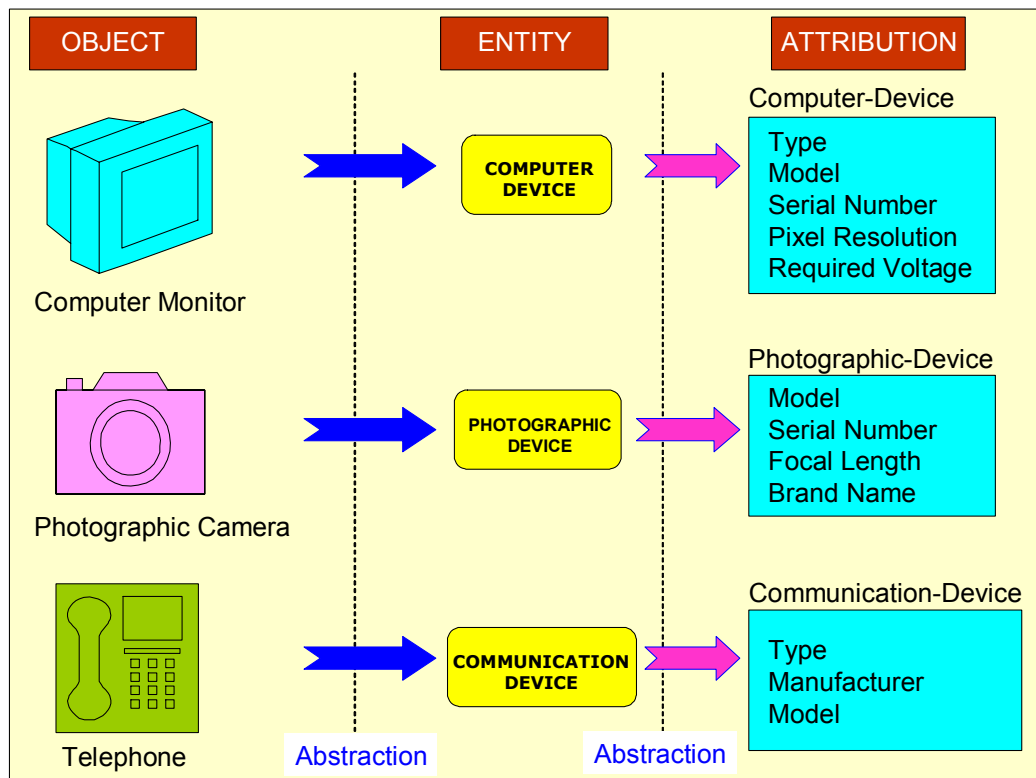 OBJECT
ENTITY
ATTRIBUTION
Computer Monitor
COMPUTER
DEVICE
Computer-Device
Type
Model
Serial Number
Pixel Resolution
Required Voltage
Photographic Camera
PHOTOGRAPHIC
DEVICE
Photographic-Device
Model
Serial Number
Focal Length
Brand Name
Telephone
COMMUNICATION
DEVICE
Communication-Device
Type
Manufacturer
Model
Abstraction
Abstraction